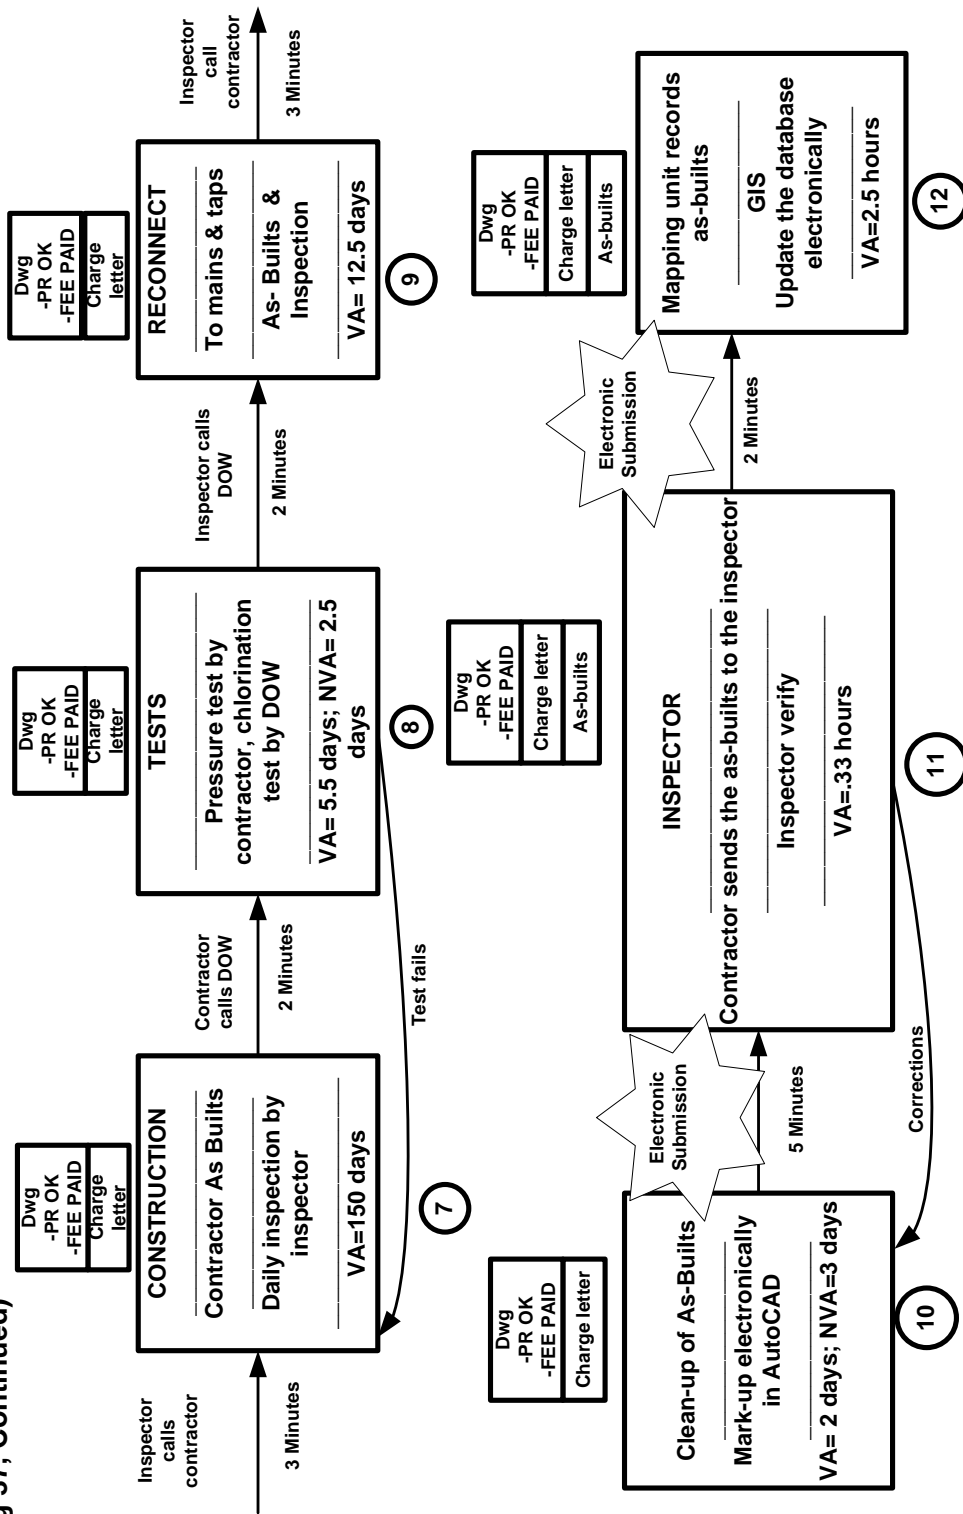 g 37, Continued)
Inspector
calls
contractor
3 Minutes
Dwg
-PR OK
-FEE PAID
Charge
letter
CONSTRUCTION
Contractor As Builts
Daily inspection by
inspector
VA=150 days
7
Contractor
calls DOW
2 Minutes
Dwg
-PR OK
-FEE PAID
Charge
letter
TESTS
Pressure test by
contractor, chlorination
test by DOW
VA= 5.5 days; NVA= 2.5
days
8
Test fails
Inspector calls
DOW
2 Minutes
Dwg
-PR OK
-FEE PAID
Charge
letter
RECONNECT
To mains & taps
As- Builts &
Inspection
VA= 12.5 days
9
Inspector
call
contractor
3 Minutes
Dwg
-PR OK
-FEE PAID
Charge letter
Clean-up of As-Builts
Mark-up electronically
in AutoCAD
VA= 2 days; NVA=3 days
10
Electronic
Submission
5 Minutes
Dwg
-PR OK
-FEE PAID
Charge letter
As-builts
INSPECTOR
Contractor sends the as-builts to the inspector
Inspector verify
VA=.33 hours
11
Corrections
Electronic
Submission
2 Minutes
Dwg
-PR OK
-FEE PAID
Charge letter
As-builts
Mapping unit records
as-builts
GIS
Update the database
electronically
VA=2.5 hours
12